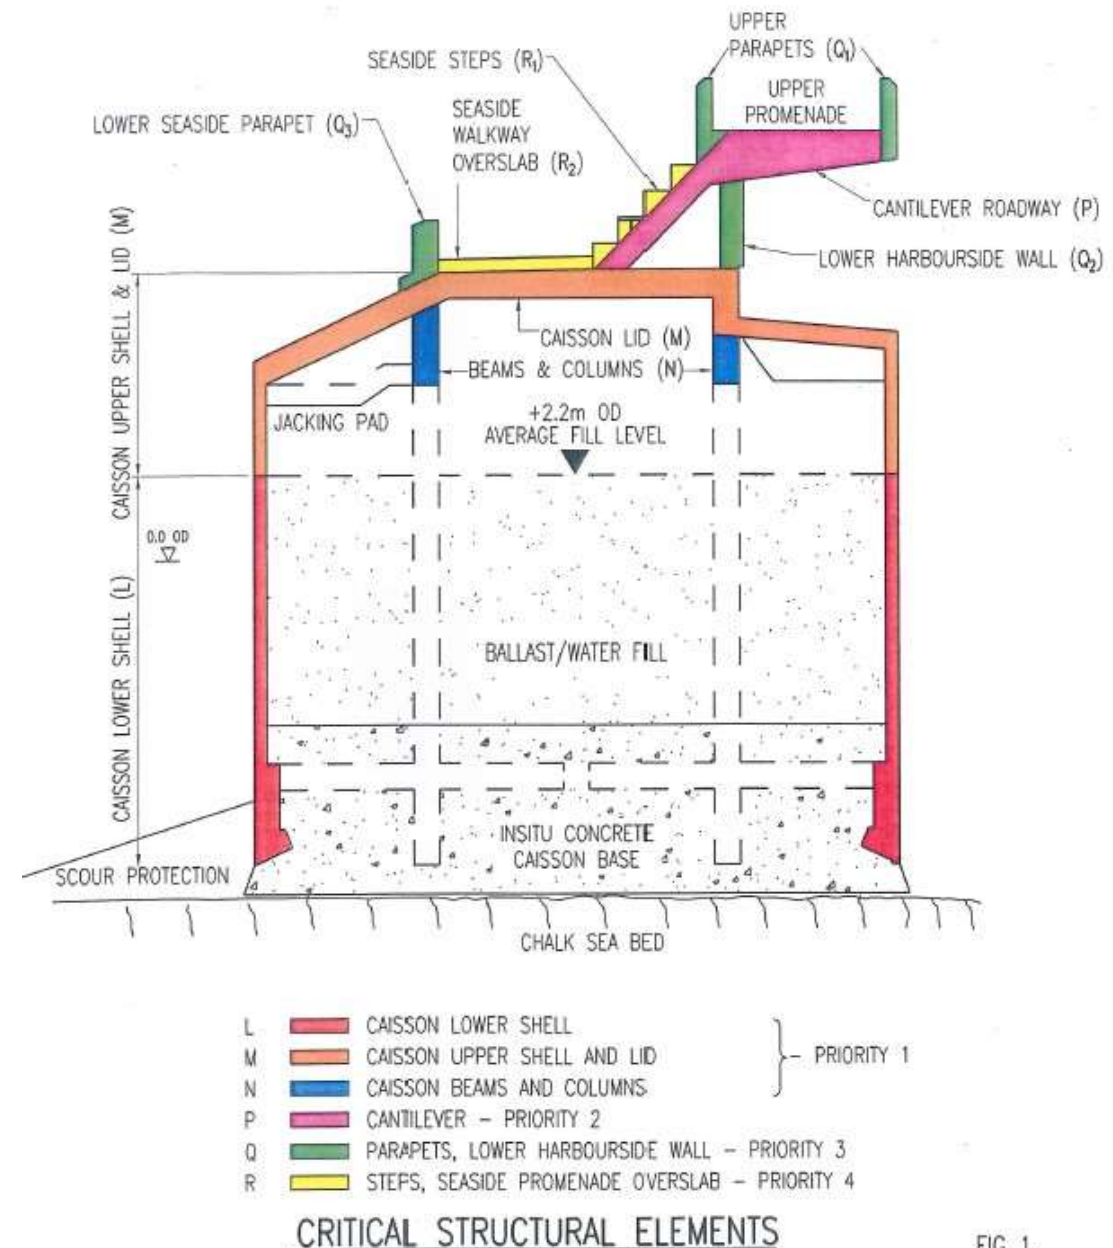 UPPER
PARAPETS (Q1)
SEASIDE STEPS (R1)
UPPER
PROMENADE
SEASIDE
WALKWAY
OVERSLAB (R2)
LOWER SEASIDE PARAPET (Q3)
CANTILEVER ROADWAY (P)
LOWER HARBOURSIDE WALL (Q2)
CAISSON UPPER SHELL & LID (M)
CAISSON LID (M)
BEAMS & COLUMNS (N)
JACKING PAD
+2.2m OD
AVERAGE FILL LEVEL
0.0 OD
CAISSON LOWER SHELL (L)
BALLAST/WATER FILL
INSITU CONCRETE
CAISSON BASE
SCOUR PROTECTION
CHALK SEA BED
L CAISSON LOWER SHELL
M CAISSON UPPER SHELL AND LID - PRIORITY 1
N CAISSON BEAMS AND COLUMNS
P CANTILEVER - PRIORITY 2
Q PARAPETS, LOWER HARBOURSIDE WALL - PRIORITY 3
R STEPS, SEASIDE PROMENADE OVERSLAB - PRIORITY 4
CRITICAL STRUCTURAL ELEMENTS
FIG. 1